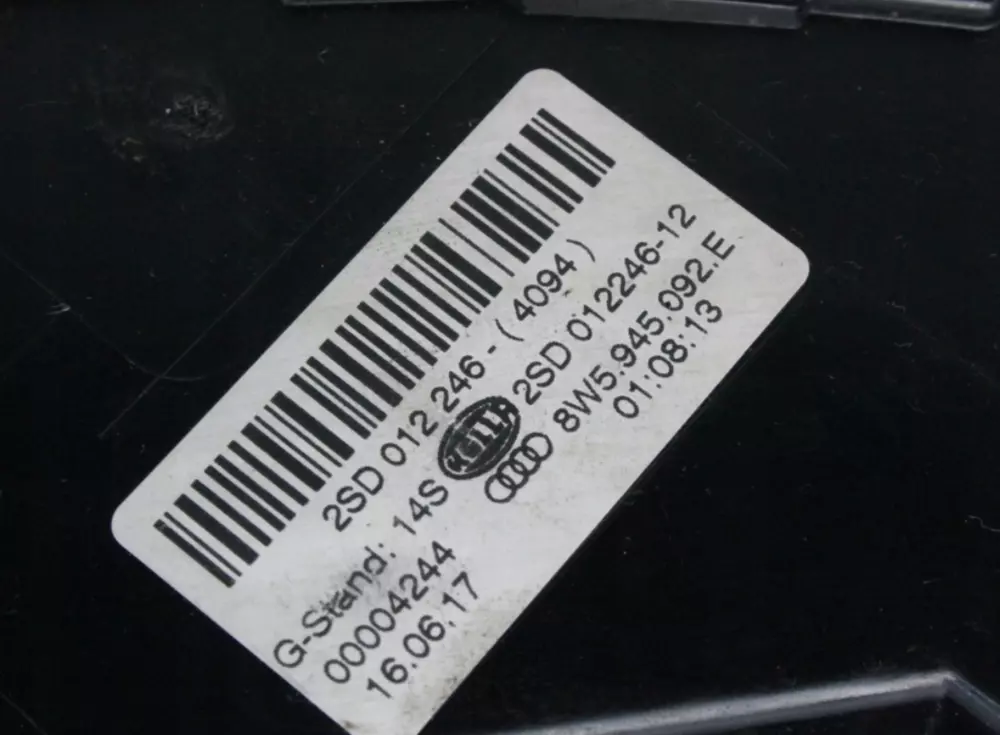 2SD 012 246 - ( 4094 )
G-Stand: 14S HELLA 2SD 012246-12
00004244 8W5.945.092.E
16.06.17 01:08:13